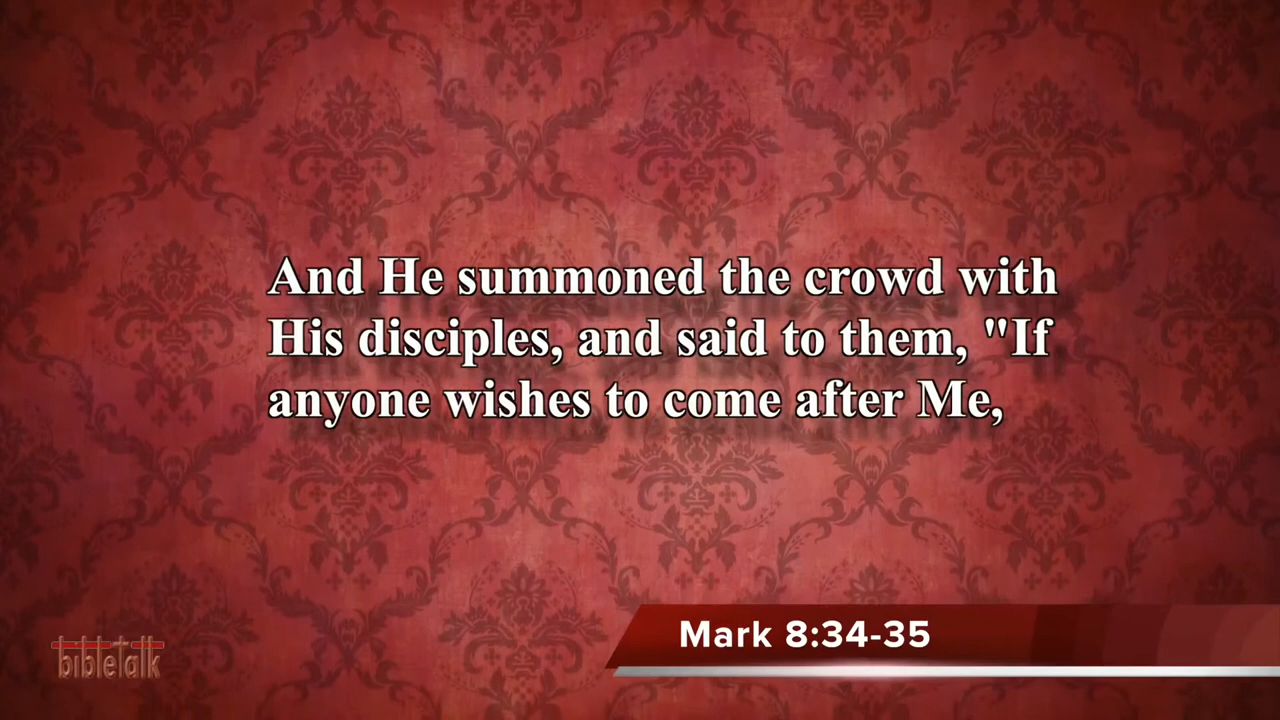 And He summoned the crowd with
His disciples, and said to them, "If
anyone wishes to come after Me,
Mark 8:34-35
bibletalk